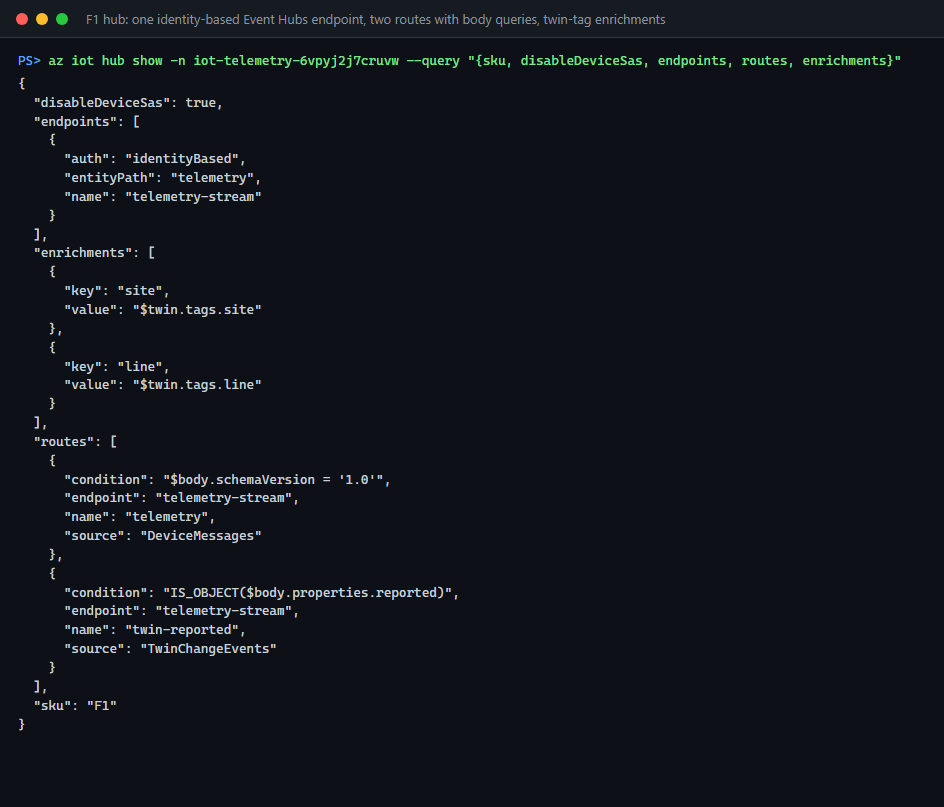 F1 hub: one identity-based Event Hubs endpoint, two routes with body queries, twin-tag enrichments
PS> az iot hub show -n iot-telemetry-6vpyj2j7cruvw --query "{sku, disableDeviceSas, endpoints, routes, enrichments}"
{
  "disableDeviceSas": true,
  "endpoints": [
    {
      "auth": "identityBased",
      "entityPath": "telemetry",
      "name": "telemetry-stream"
    }
  ],
  "enrichments": [
    {
      "key": "site",
      "value": "$twin.tags.site"
    },
    {
      "key": "line",
      "value": "$twin.tags.line"
    }
  ],
  "routes": [
    {
      "condition": "$body.schemaVersion = '1.0'",
      "endpoint": "telemetry-stream",
      "name": "telemetry",
      "source": "DeviceMessages"
    },
    {
      "condition": "IS_OBJECT($body.properties.reported)",
      "endpoint": "telemetry-stream",
      "name": "twin-reported",
      "source": "TwinChangeEvents"
    }
  ],
  "sku": "F1"
}